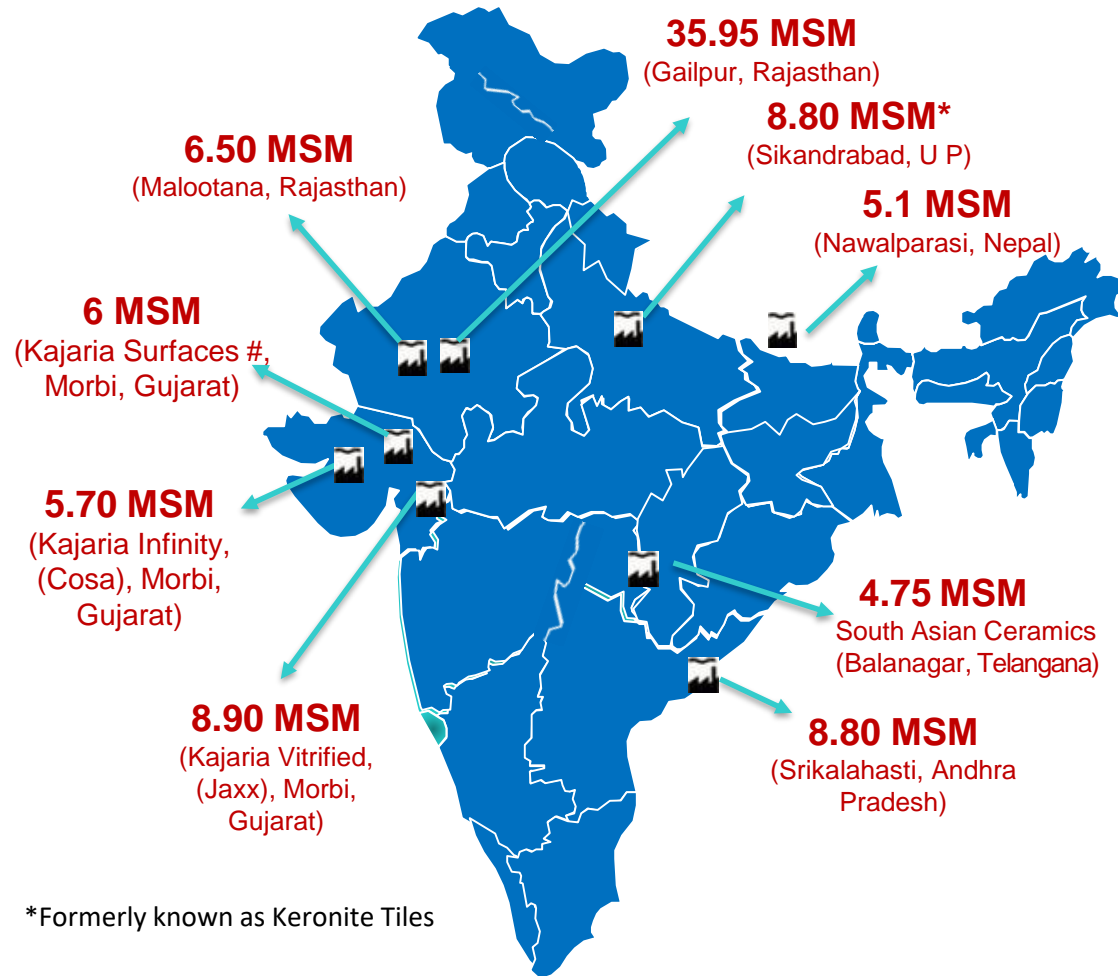 35.95 MSM
(Gailpur, Rajasthan)
8.80 MSM*
(Sikandrabad, U P)
6.50 MSM
(Malootana, Rajasthan)
5.1 MSM
(Nawalparasi, Nepal)
6 MSM
(Kajaria Surfaces #,
Morbi, Gujarat)
5.70 MSM
(Kajaria Infinity,
(Cosa), Morbi,
Gujarat)
4.75 MSM
South Asian Ceramics
(Balanagar, Telangana)
8.90 MSM
(Kajaria Vitrified,
(Jaxx), Morbi,
Gujarat)
8.80 MSM
(Srikalahasti, Andhra
Pradesh)
*Formerly known as Keronite Tiles